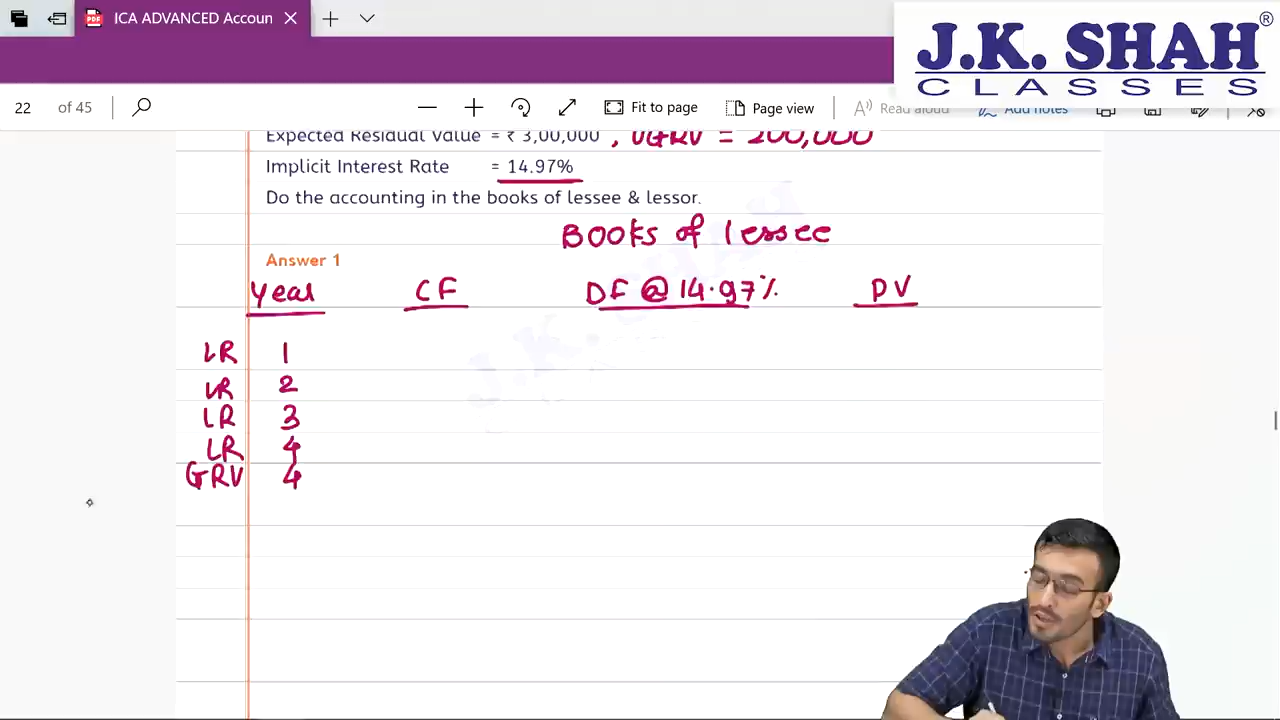 ICA ADVANCED Accoun
J.K. SHAH®
CLASSES
22 of 45
Fit to page
Page view
Read aloud
Add notes
Expected Residual Value = ₹ 3,00,000 , UGRV = 200,000
Implicit Interest Rate = 14.97%
Do the accounting in the books of lessee & lessor.
Books of lessee
Answer 1
Year CF DF @ 14.97% PV
LR 1
LR 2
LR 3
LR 4
GRV 4